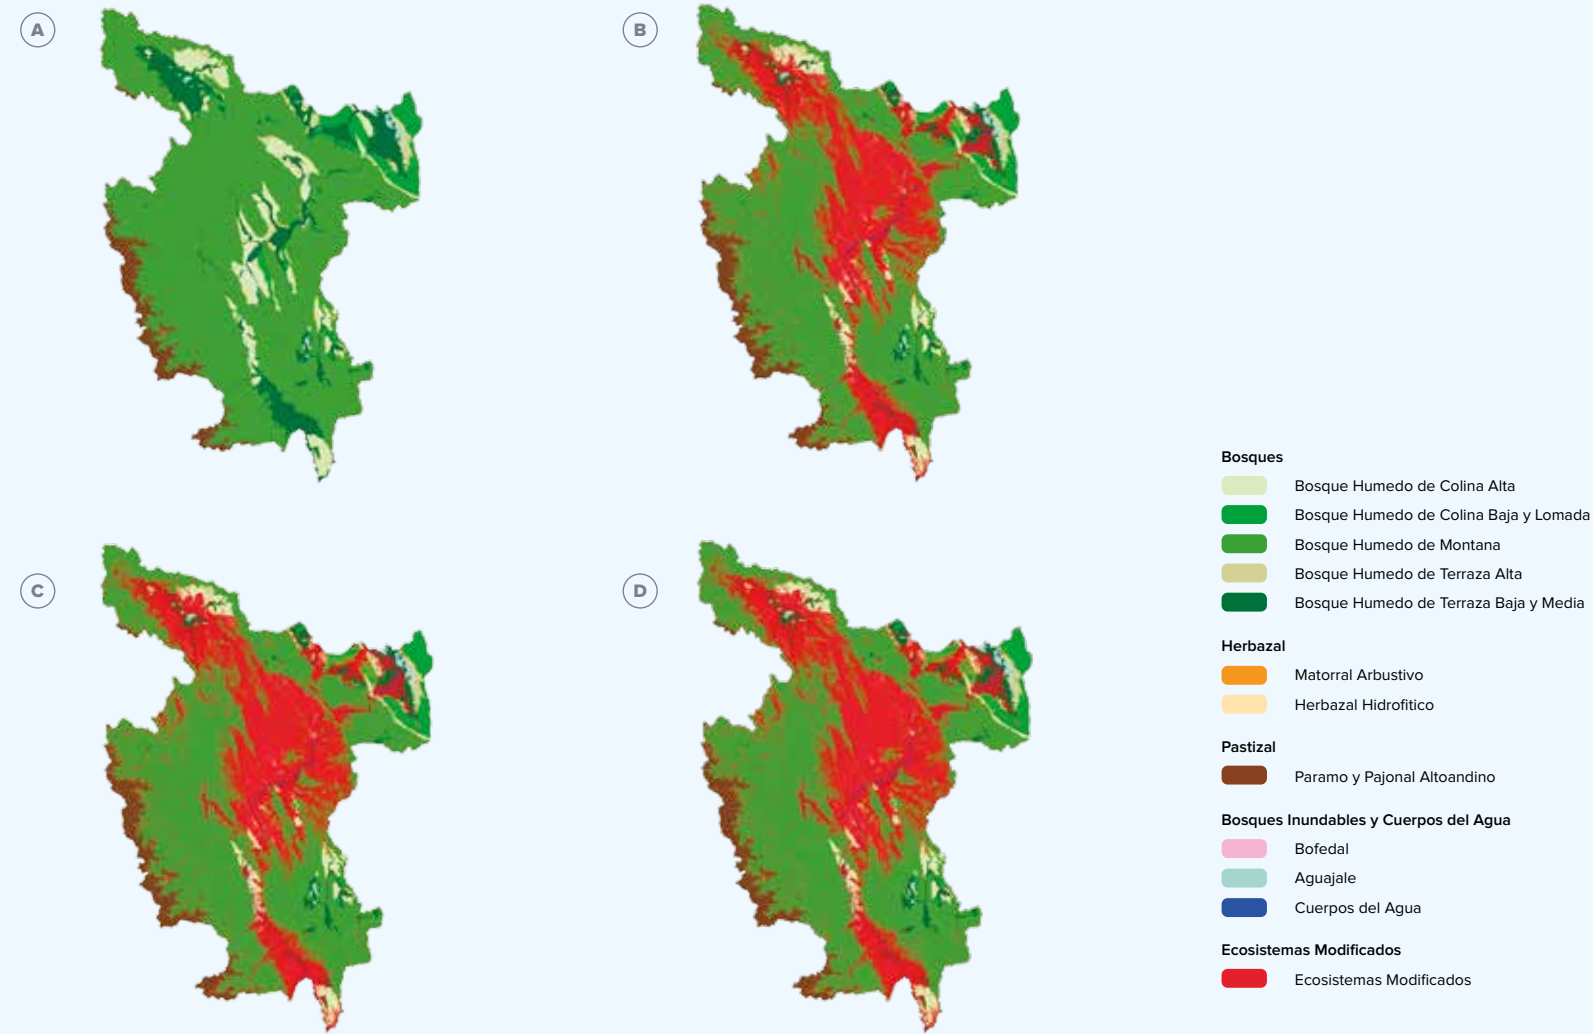 A
B
C
D
Bosques
Bosque Humedo de Colina Alta
Bosque Humedo de Colina Baja y Lomada
Bosque Humedo de Montana
Bosque Humedo de Terraza Alta
Bosque Humedo de Terraza Baja y Media
Herbazal
Matorral Arbustivo
Herbazal Hidrofitico
Pastizal
Paramo y Pajonal Altoandino
Bosques Inundables y Cuerpos del Agua
Bofedal
Aguajale
Cuerpos del Agua
Ecosistemas Modificados
Ecosistemas Modificados